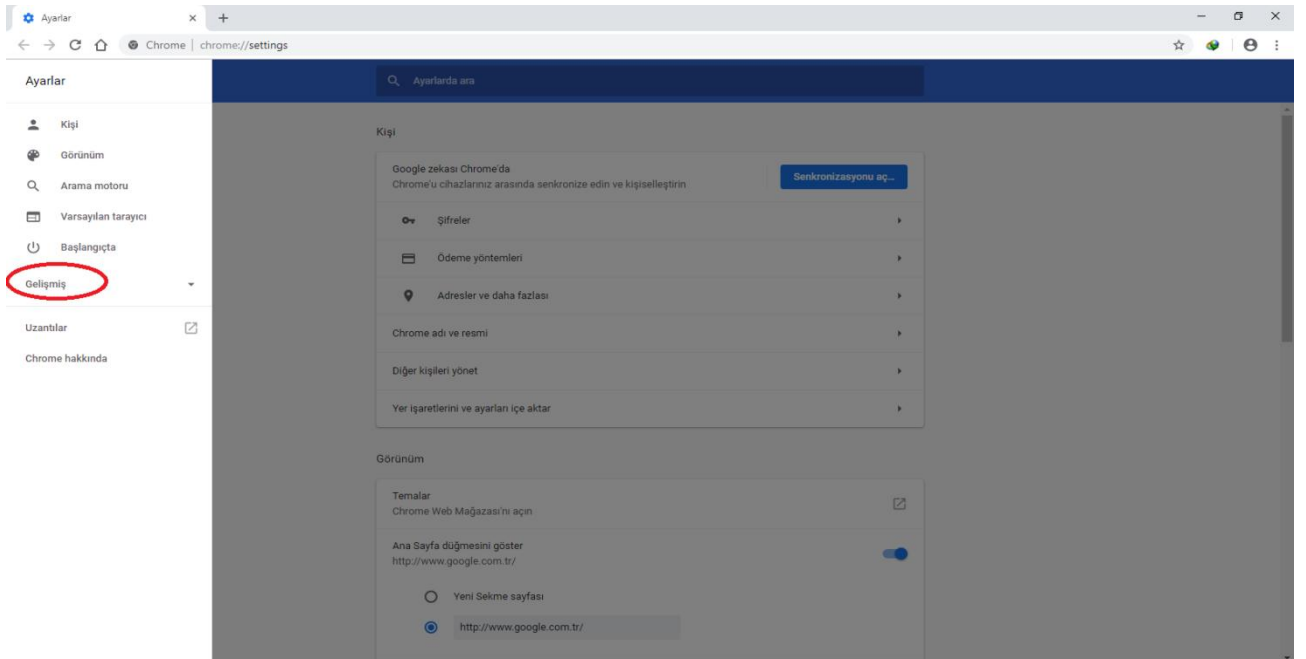 Ayarlar
Chrome | chrome://settings
Ayarlar
Kişi
Görünüm
Arama motoru
Varsayılan tarayıcı
Başlangıçta
Gelişmiş
Uzantılar
Chrome hakkında
Ayarlarda ara
Kişi
Google zekası Chrome'da
Chrome'u cihazlarınız arasında senkronize edin ve kişiselleştirin
Senkronizasyonu aç...
Şifreler
Ödeme yöntemleri
Adresler ve daha fazlası
Chrome adı ve resmi
Diğer kişileri yönet
Yer işaretlerini ve ayarları içe aktar
Görünüm
Temalar
Chrome Web Mağazası'nı açın
Ana Sayfa düğmesini göster
http://www.google.com.tr/
Yeni Sekme sayfası
http://www.google.com.tr/